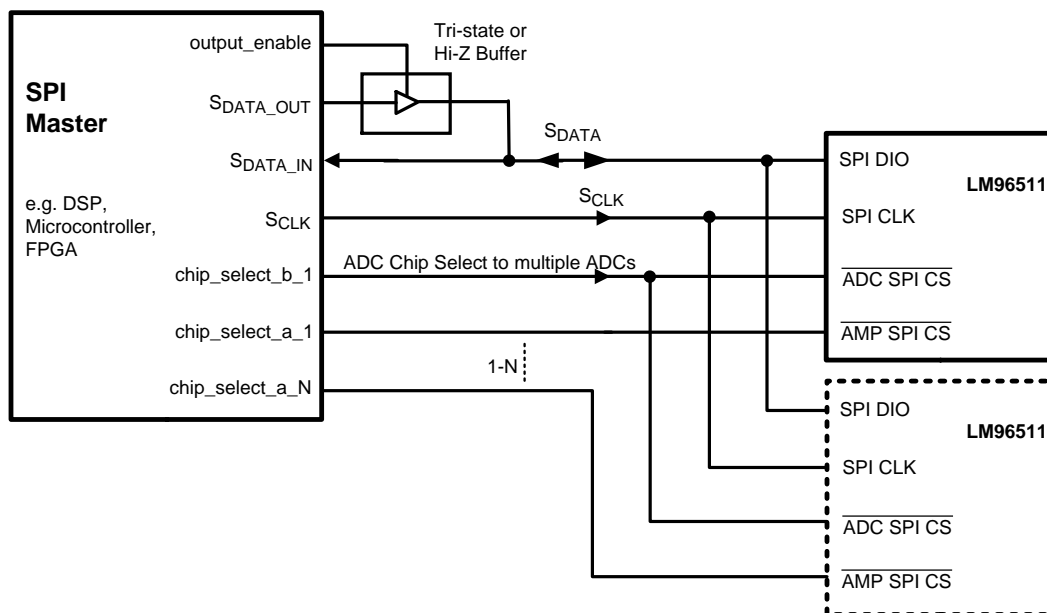 output_enable
Tri-state or
Hi-Z Buffer
SPI
Master
SDATA_OUT
SDATA
SDATA_IN
SPI DIO
LM96511
e.g. DSP,
Microcontroller,
FPGA
SCLK
SCLK
SPI CLK
chip_select_b_1
ADC Chip Select to multiple ADCs
ADC SPI CS
chip_select_a_1
AMP SPI CS
1-N
chip_select_a_N
SPI DIO
LM96511
SPI CLK
ADC SPI CS
AMP SPI CS